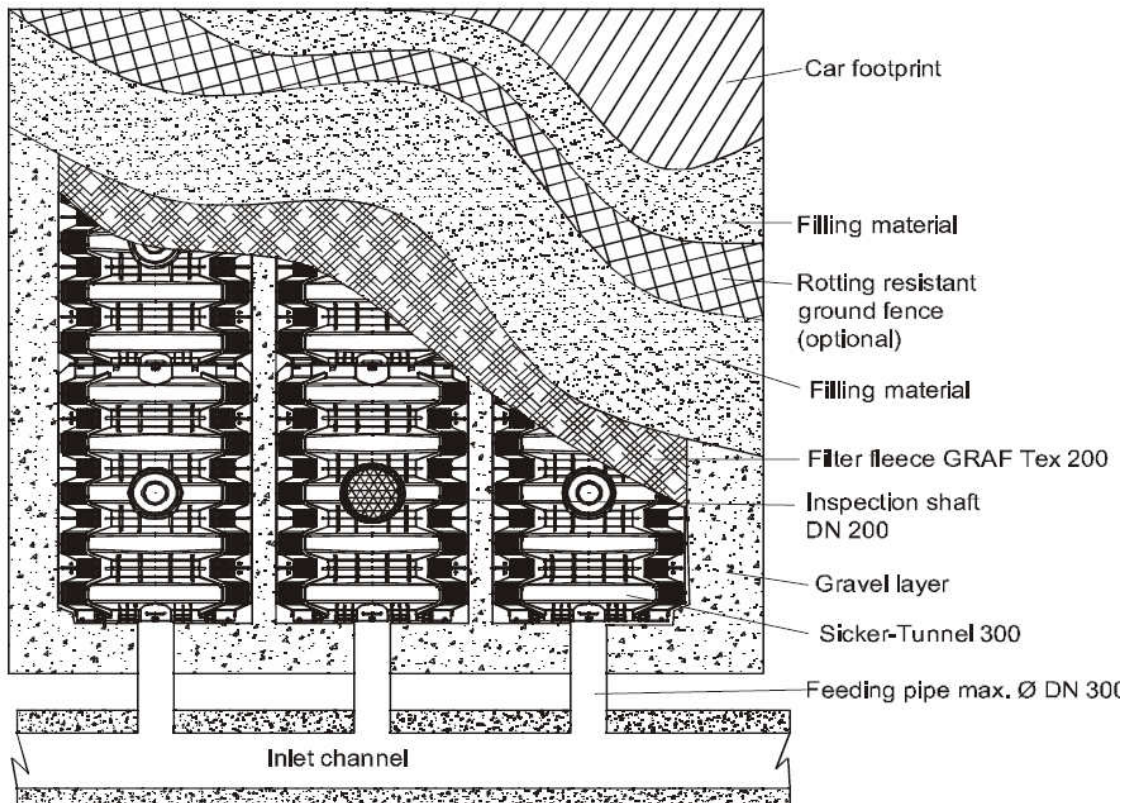 Car footprint
Filling material
Rotting resistant
ground fence
(optional)
Filling material
Filter fleece GRAF Tex 200
Inspection shaft
DN 200
Gravel layer
Sicker-Tunnel 300
Feeding pipe max. Ø DN 300
Inlet channel